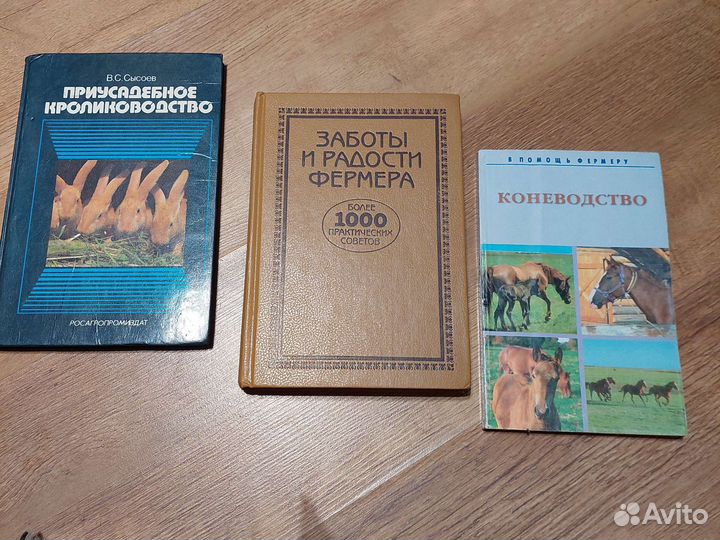 В.С.Сысоев
ПРИУСАДЕБНОЕ
КРОЛИКОВОДСТВО
РОСАГРОПРОМИЗДАТ
ЗАБОТЫ
И РАДОСТИ
ФЕРМЕРА
БОЛЕЕ
1000
ПРАКТИЧЕСКИХ
СОВЕТОВ
В ПОМОЩЬ ФЕРМЕРУ
КОНЕВОДСТВО
Avito